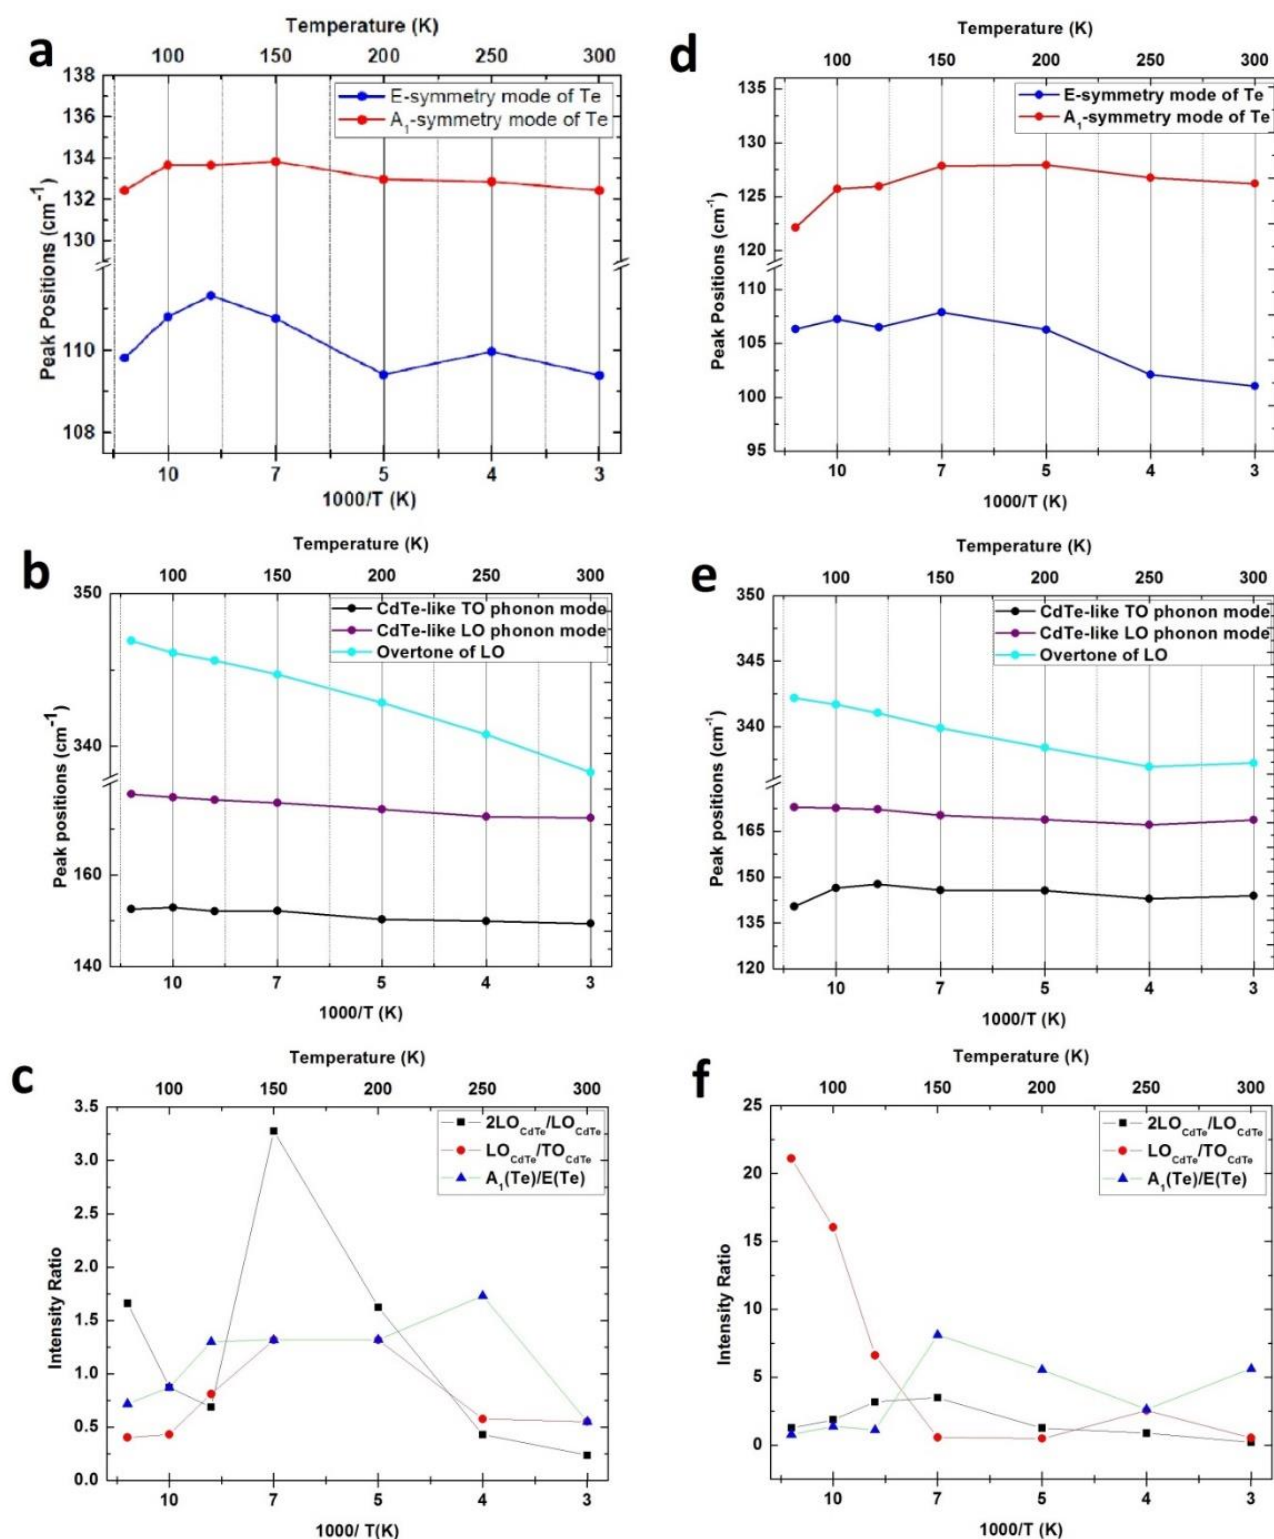 a
Temperature (K)
100 150 200 250 300
138
136
134
132
130
110
108
Peak Positions (cm-1)
E-symmetry mode of Te
A1-symmetry mode of Te
10 7 5 4 3
1000/T (K)
d
Temperature (K)
100 150 200 250 300
135
130
125
120
110
105
100
95
Peak Positions (cm-1)
E-symmetry mode of Te
A1-symmetry mode of Te
10 7 5 4 3
1000/T (K)
b
Temperature (K)
100 150 200 250 300
350
340
160
140
Peak positions (cm-1)
CdTe-like TO phonon mode
CdTe-like LO phonon mode
Overtone of LO
10 7 5 4 3
1000/T (K)
e
Temperature (K)
100 150 200 250 300
350
345
340
165
150
135
120
Peak positions (cm-1)
CdTe-like TO phonon mode
CdTe-like LO phonon mode
Overtone of LO
10 7 5 4 3
1000/T (K)
c
Temperature (K)
100 150 200 250 300
3.5
3.0
2.5
2.0
1.5
1.0
0.5
0.0
Intensity Ratio
2LOCdTe/LOCdTe
LOCdTe/TOCdTe
A1(Te)/E(Te)
10 7 5 4 3
1000/ T(K)
f
Temperature (K)
100 150 200 250 300
25
20
15
10
5
0
Intensity Ratio
2LOCdTe/LOCdTe
LOCdTe/TOCdTe
A1(Te)/E(Te)
10 7 5 4 3
1000/T (K)